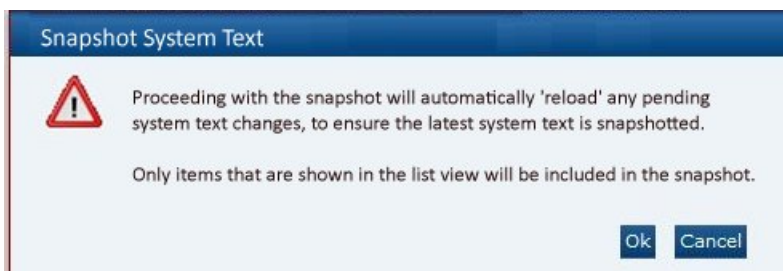 Snapshot System Text
Proceeding with the snapshot will automatically 'reload' any pending
system text changes, to ensure the latest system text is snapshotted.
Only items that are shown in the list view will be included in the snapshot.
Ok Cancel